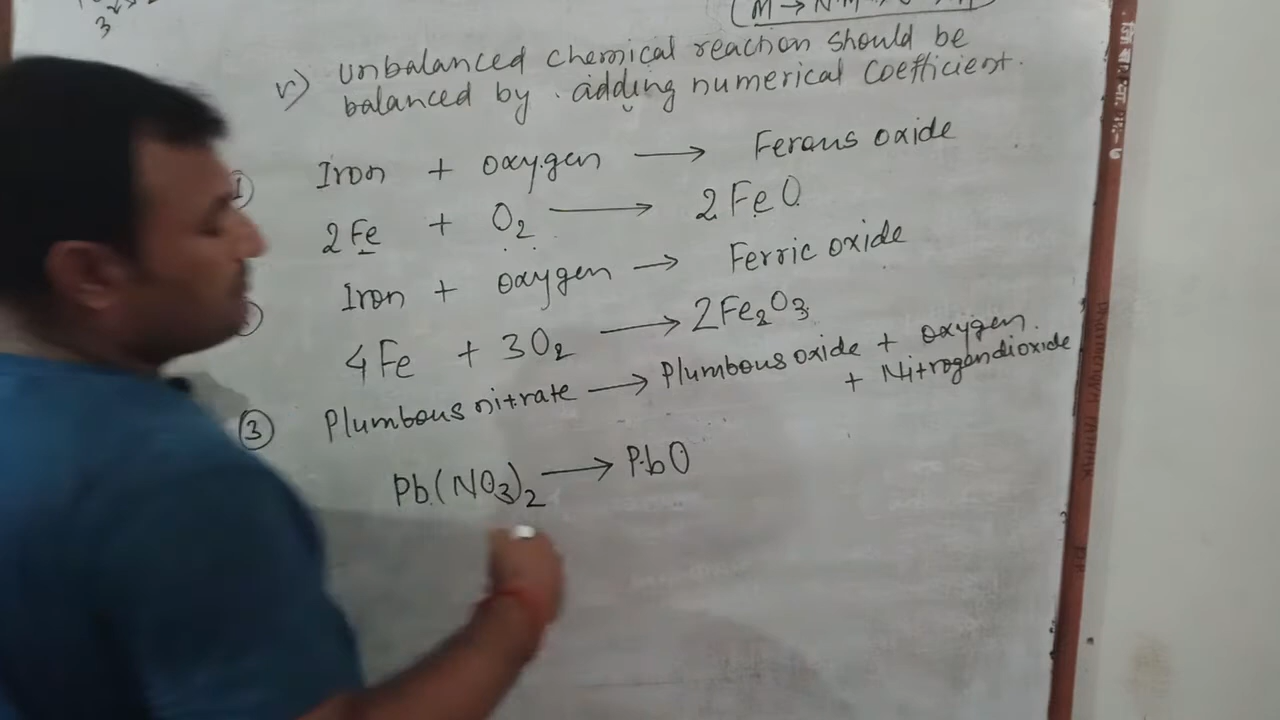 v) Unbalanced chemical reaction should be
balanced by adding numerical coefficient.
1) Iron + oxygen → Ferous oxide
2Fe + O2 → 2FeO
Iron + oxygen → Ferric oxide
4Fe + 3O2 → 2Fe2O3
3 Plumbous nitrate → Plumbous oxide + oxygen.
+ Nitrogendioxide
Pb(NO3)2 → PbO